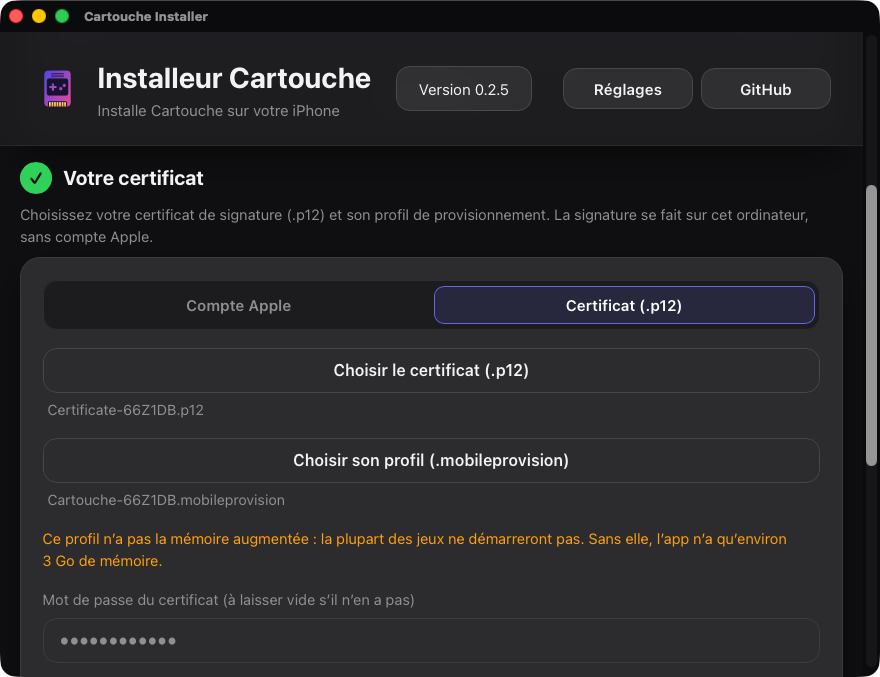 Cartouche Installer
Installeur Cartouche
Installe Cartouche sur votre iPhone
Version 0.2.5
Réglages
GitHub
Votre certificat
Choisissez votre certificat de signature (.p12) et son profil de provisionnement. La signature se fait sur cet ordinateur,
sans compte Apple.
Compte Apple
Certificat (.p12)
Choisir le certificat (.p12)
Certificate-66Z1DB.p12
Choisir son profil (.mobileprovision)
Cartouche-66Z1DB.mobileprovision
Ce profil n’a pas la mémoire augmentée : la plupart des jeux ne démarreront pas. Sans elle, l’app n’a qu’environ
3 Go de mémoire.
Mot de passe du certificat (à laisser vide s’il n’en a pas)
●●●●●●●●●●●●